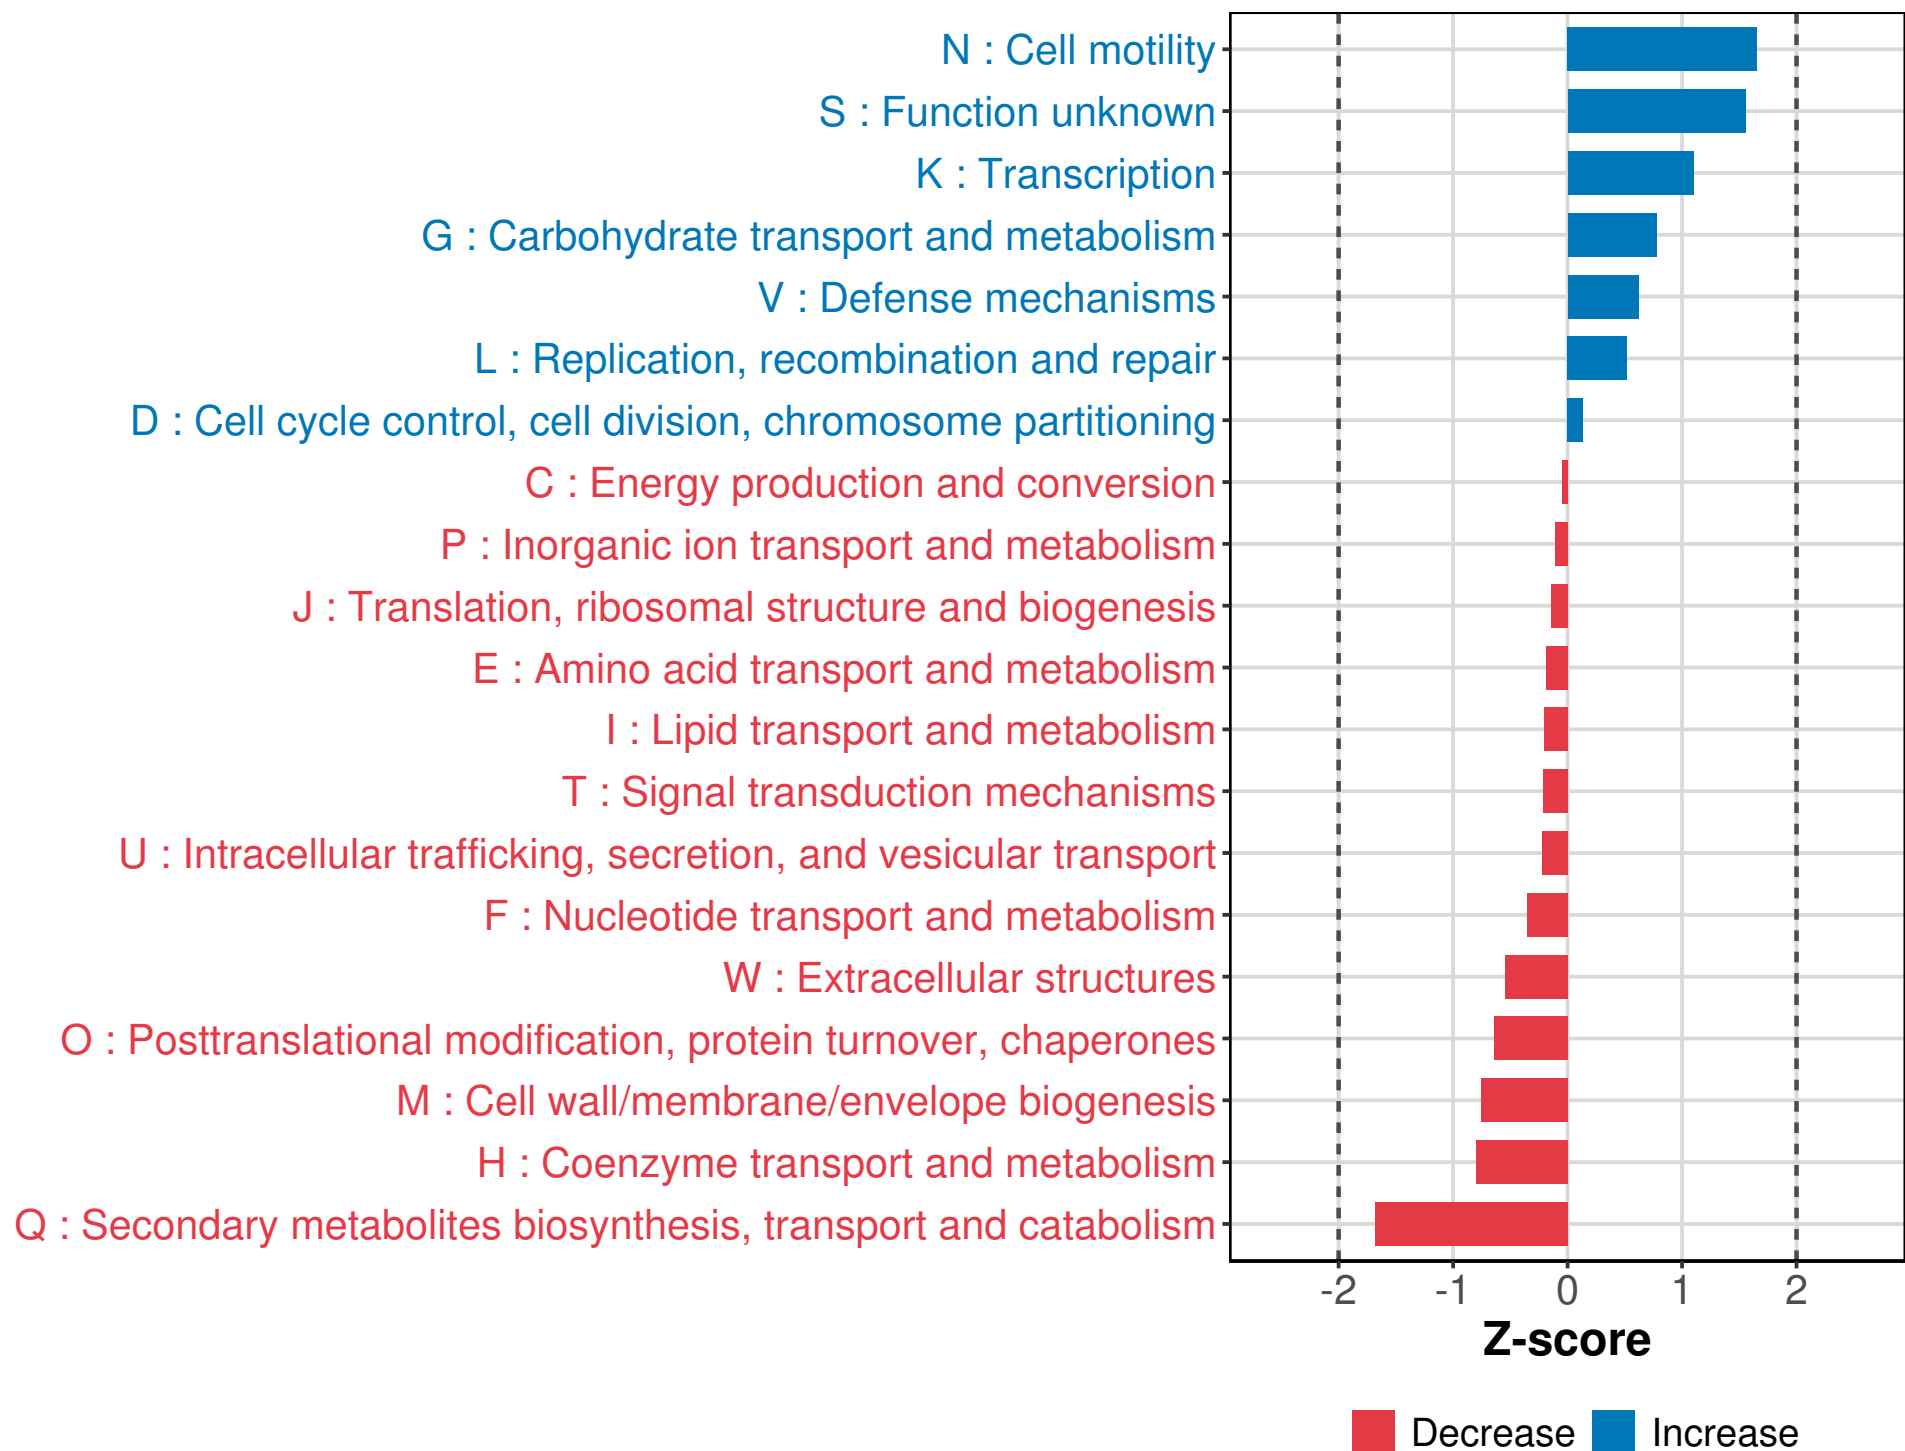 N : Cell motility
S : Function unknown
K : Transcription
G : Carbohydrate transport and metabolism
V : Defense mechanisms
L : Replication, recombination and repair
D : Cell cycle control, cell division, chromosome partitioning
C : Energy production and conversion
P : Inorganic ion transport and metabolism
J : Translation, ribosomal structure and biogenesis
E : Amino acid transport and metabolism
I : Lipid transport and metabolism
T : Signal transduction mechanisms
U : Intracellular trafficking, secretion, and vesicular transport
F : Nucleotide transport and metabolism
W : Extracellular structures
O : Posttranslational modification, protein turnover, chaperones
M : Cell wall/membrane/envelope biogenesis
H : Coenzyme transport and metabolism
Q : Secondary metabolites biosynthesis, transport and catabolism
-2 -1 0 1 2
Z-score
Decrease Increase